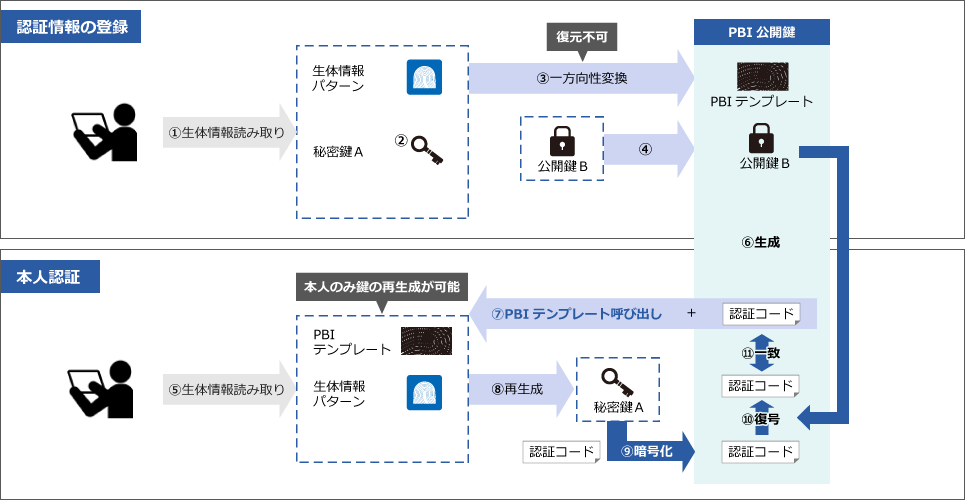 認証情報の登録
復元不可
PBI 公開鍵
生体情報
パターン
③一方向性変換
PBI テンプレート
①生体情報読み取り
秘密鍵A
②
公開鍵B
④
公開鍵B
⑥生成
本人認証
本人のみ鍵の再生成が可能
⑦PBI テンプレート呼び出し
+
認証コード
PBI
テンプレート
⑪一致
⑤生体情報読み取り
生体情報
パターン
⑧再生成
秘密鍵A
認証コード
⑩復号
認証コード
⑨暗号化
認証コード